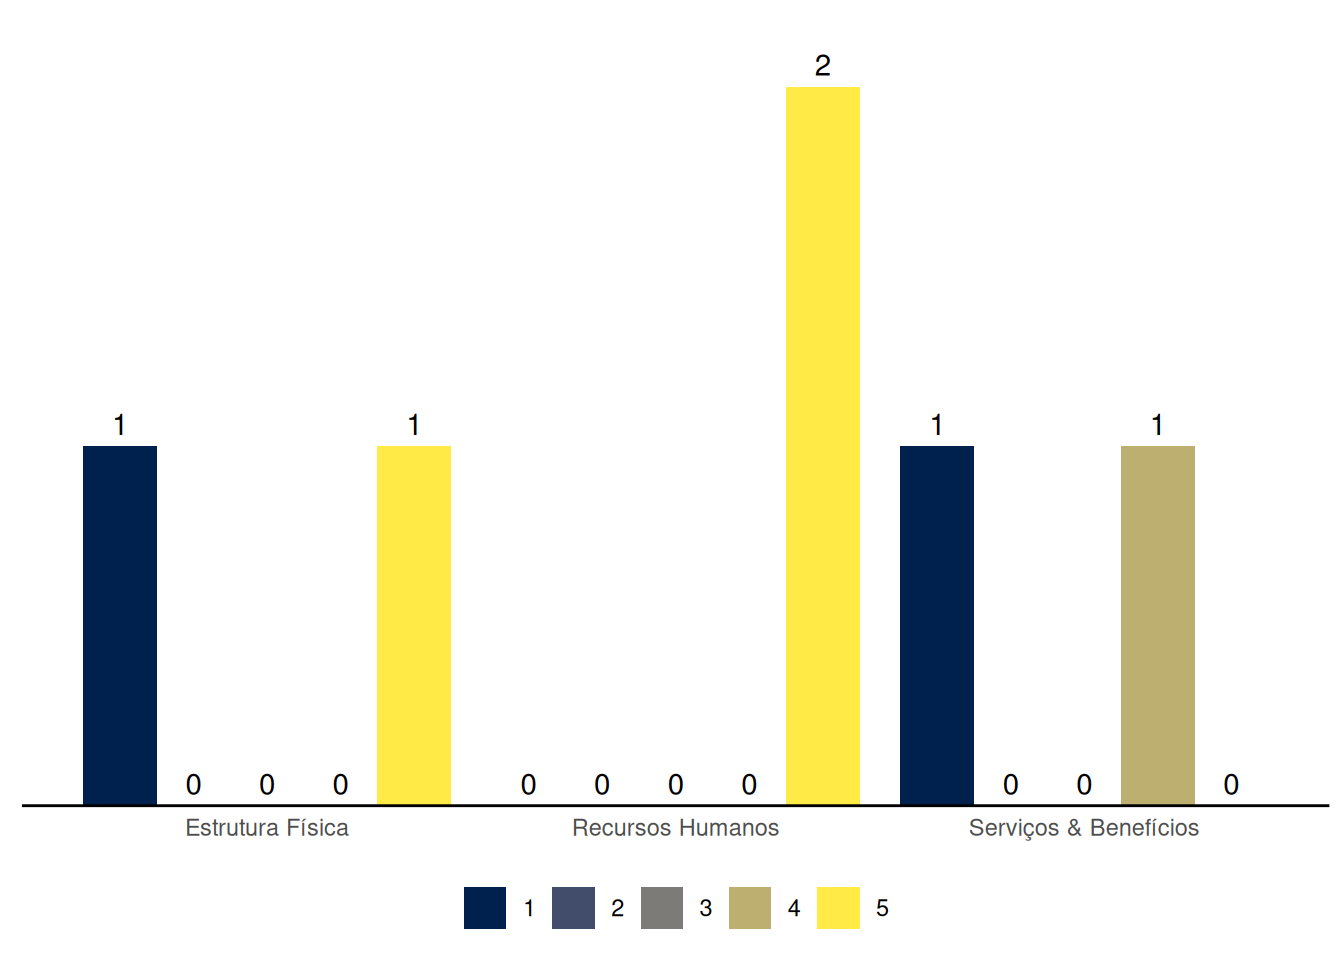 2
1 1 1 1
0 0 0 0 0 0 0 0 0 0
Estrutura Física Recursos Humanos Serviços & Benefícios
1 2 3 4 5